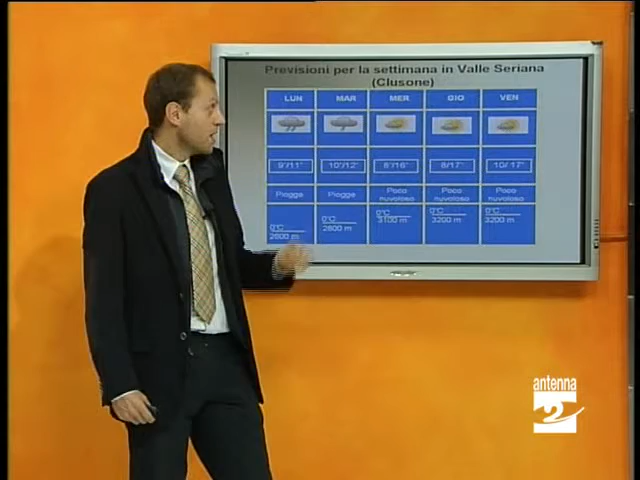 Previsioni per la settimana in Valle Seriana
(Clusone)
LUN MAR MER GIO VEN
9°/11° 10°/12° 8°/16° 8/17° 10/17°
Piogge Piogge Poco nuvoloso Poco nuvoloso Poco nuvoloso
0°C 2600 m 0°C 2800 m 0°C 3100 m 0°C 3200 m 0°C 3200 m
antenna
2